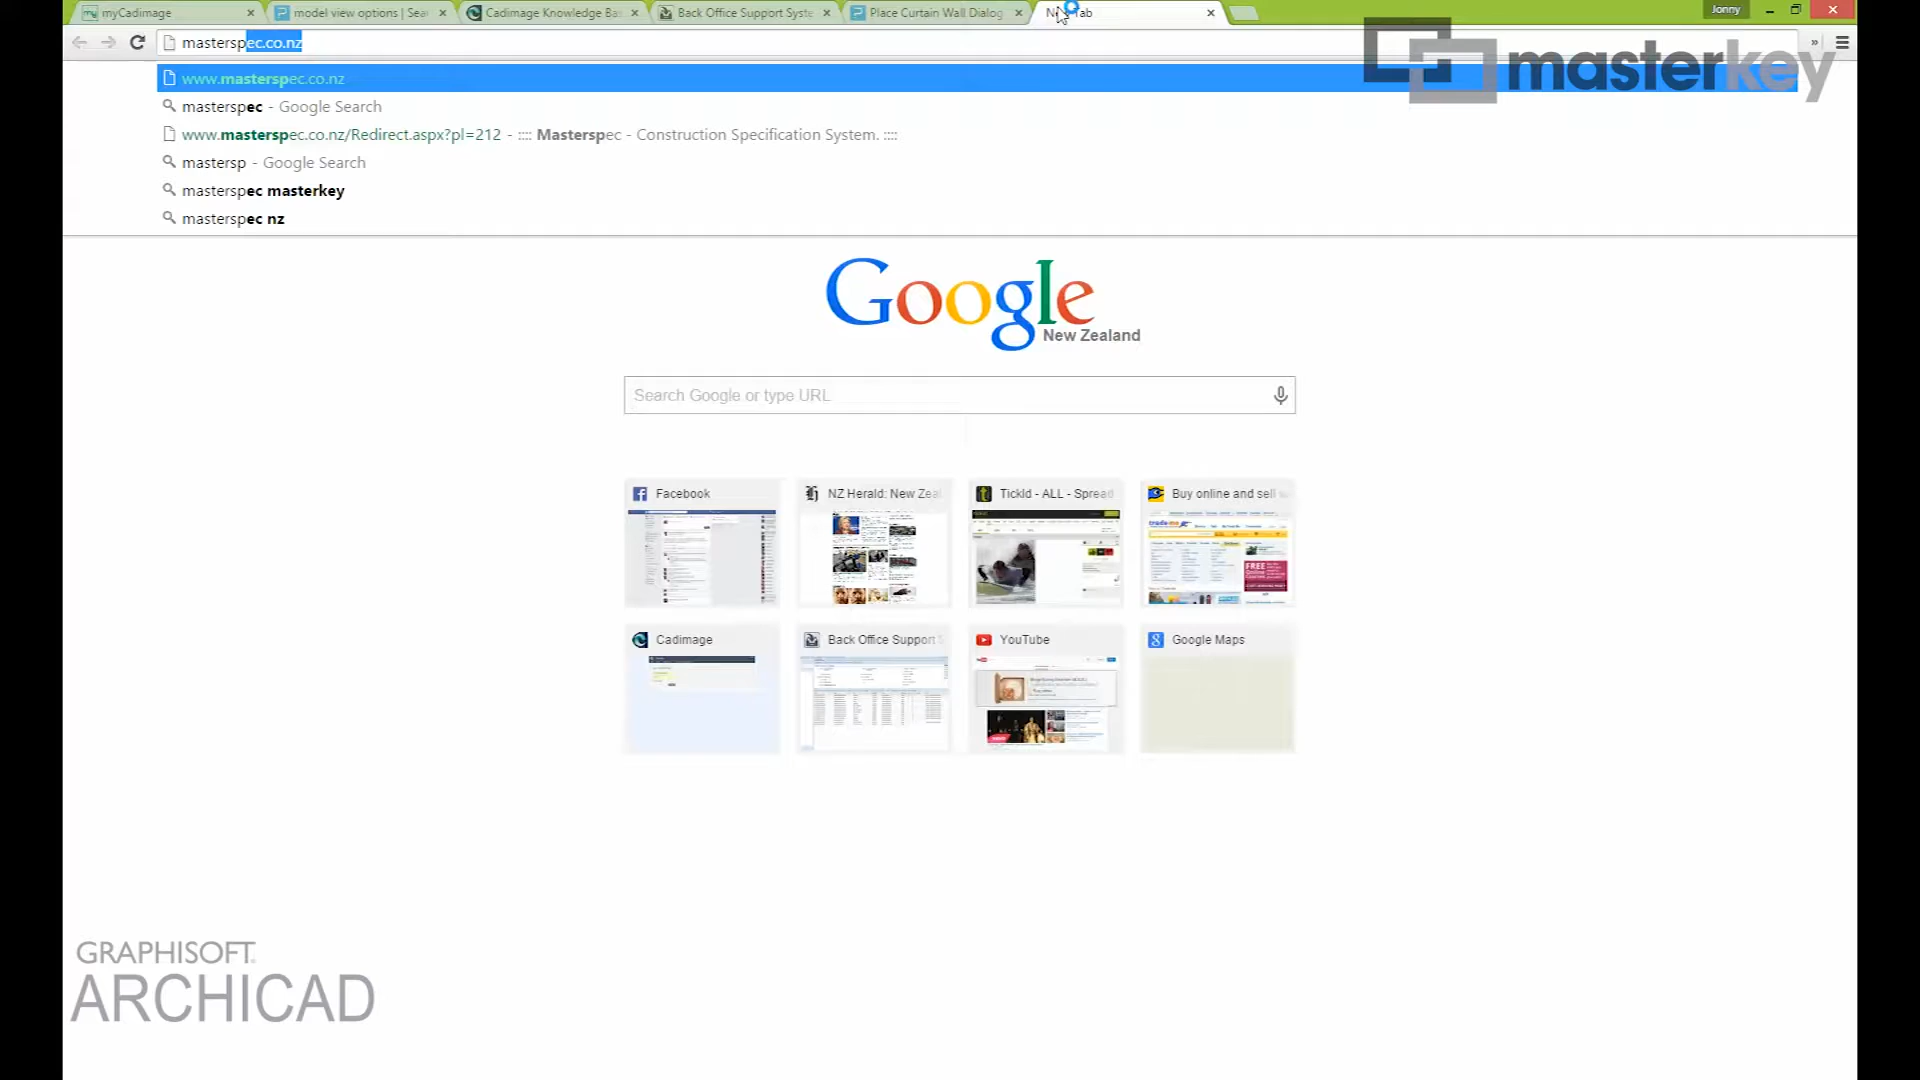 myCadimage
model view options | Sea
Cadimage Knowledge Ba
Back Office Support Syste
Place Curtain Wall Dialog
Jonny
masterspec.co.nz
www.masterspec.co.nz
masterspec - Google Search
www.masterspec.co.nz/Redirect.aspx?pl=212 - :::: Masterspec - Construction Specification System. ::::
mastersp - Google Search
masterspec masterkey
masterspec nz
masterkey
Google
New Zealand
Search Google or type URL
Facebook
NZ Herald: New Zeal
TickId - ALL - Spread
Buy online and sell
Cadimage
Back Office Support S
YouTube
Google Maps
GRAPHISOFT.
ARCHICAD